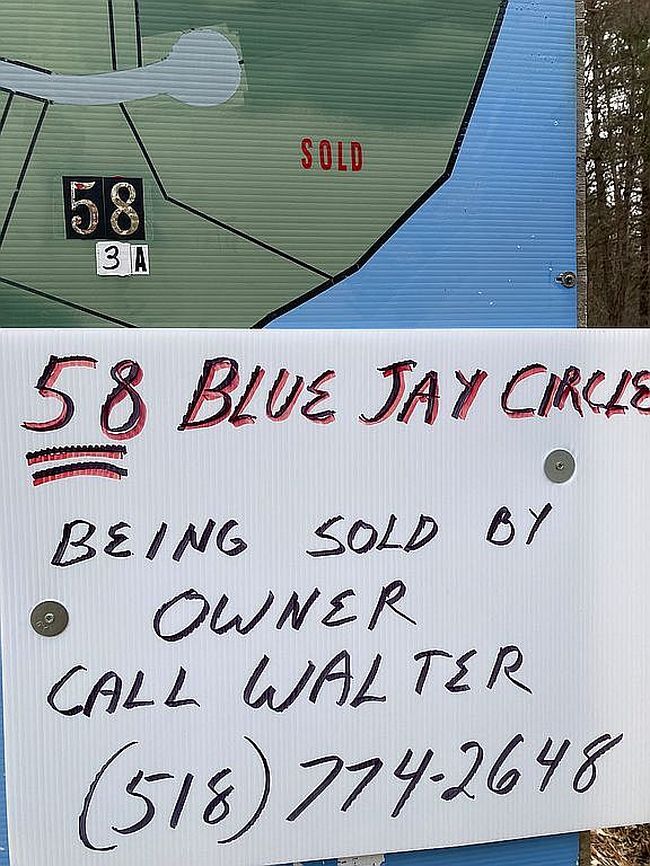 SOLD
58
3A
58 BLUE JAY CIRCLE
BEING SOLD BY
OWNER
CALL WALTER
(518) 774-2648